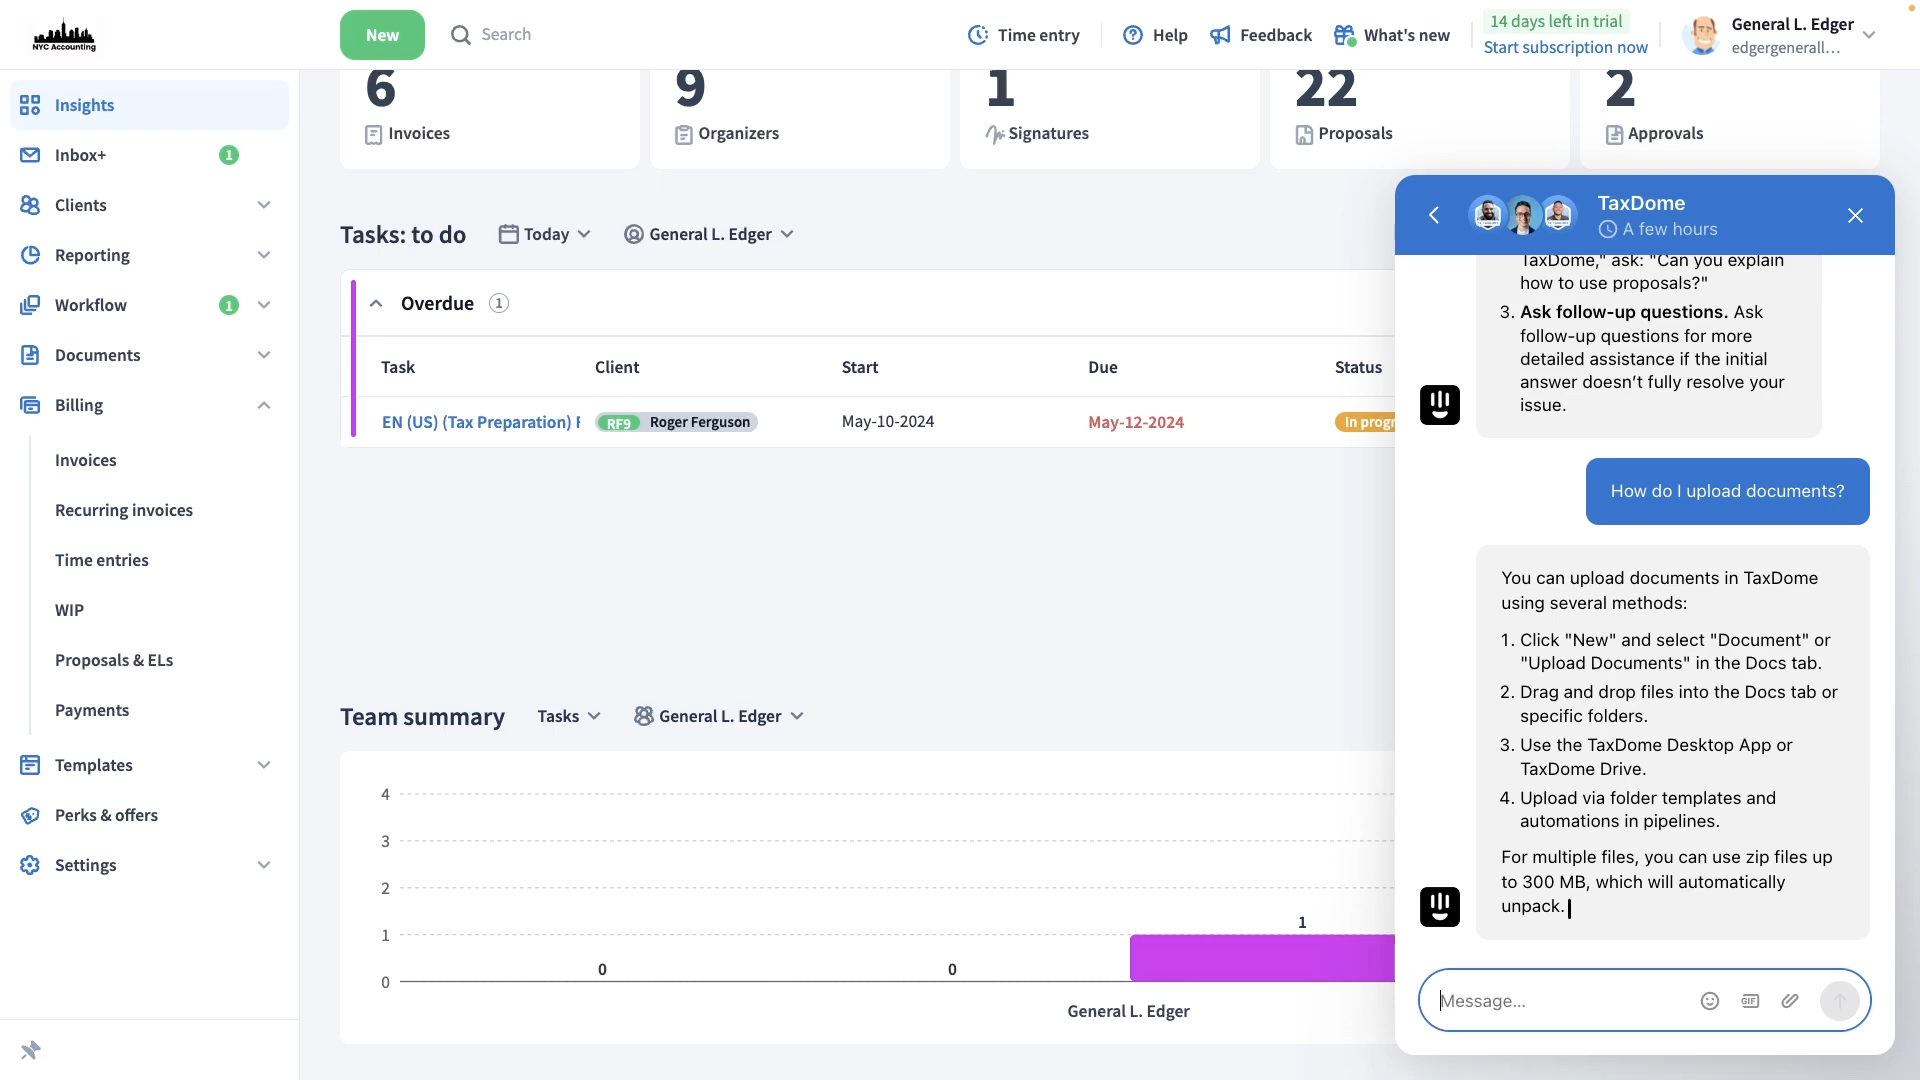 NYC Accounting
New
Search
Time entry
Help
Feedback
What's new
14 days left in trial
Start subscription now
General L. Edger
edgergenerall...
Insights
Inbox+
1
Clients
Reporting
Workflow
1
Documents
Billing
Invoices
Recurring invoices
Time entries
WIP
Proposals & ELs
Payments
Templates
Perks & offers
Settings
6
Invoices
9
Organizers
1
Signatures
22
Proposals
2
Approvals
Tasks: to do
Today
General L. Edger
Overdue
1
Task
Client
Start
Due
Status
EN (US) (Tax Preparation)
RF9
Roger Ferguson
May-10-2024
May-12-2024
In progr
Team summary
Tasks
General L. Edger
4
3
2
1
0
0
0
1
General L. Edger
TaxDome
A few hours
TaxDome," ask: "Can you explain
how to use proposals?"
3. Ask follow-up questions. Ask
follow-up questions for more
detailed assistance if the initial
answer doesn’t fully resolve your
issue.
How do I upload documents?
You can upload documents in TaxDome
using several methods:
1. Click "New" and select "Document" or
"Upload Documents" in the Docs tab.
2. Drag and drop files into the Docs tab or
specific folders.
3. Use the TaxDome Desktop App or
TaxDome Drive.
4. Upload via folder templates and
automations in pipelines.
For multiple files, you can use zip files up
to 300 MB, which will automatically
unpack.
Message...
GIF